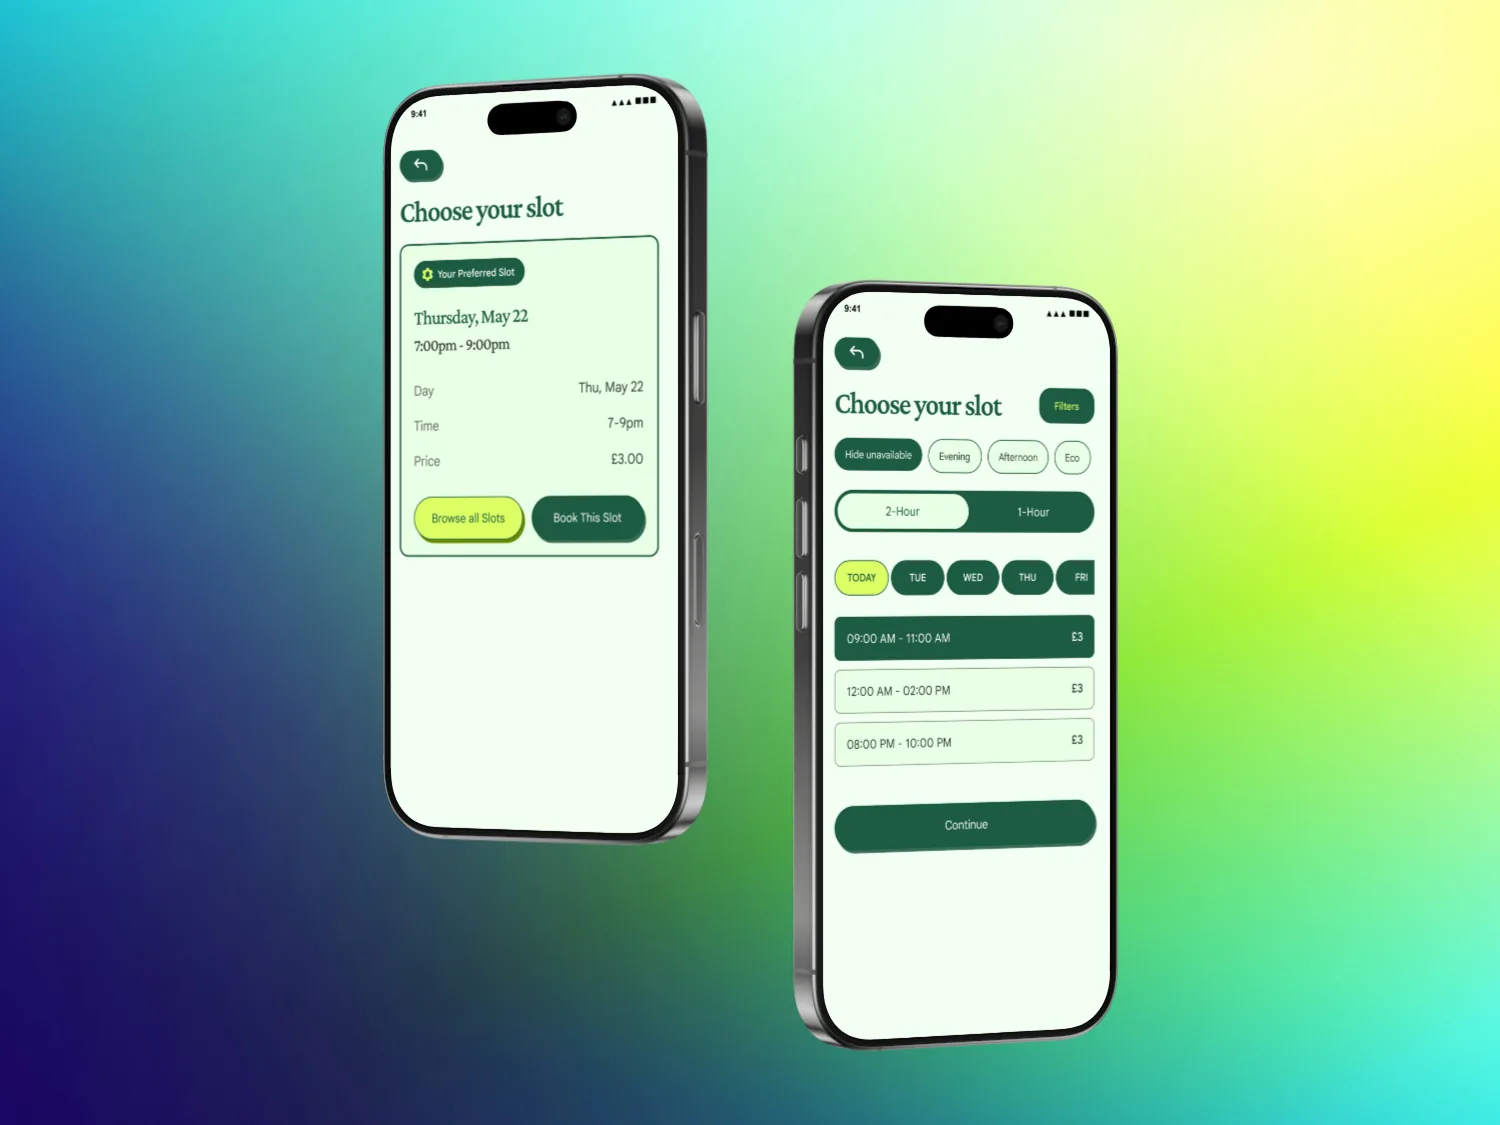 9:41
Choose your slot
Your Preferred Slot
Thursday, May 22
7:00pm - 9:00pm
Day Thu, May 22
Time 7-9pm
Price £3.00
Browse all Slots Book This Slot
9:41
Choose your slot Filters
Hide unavailable Evening Afternoon Eco
2-Hour 1-Hour
TODAY TUE WED THU FRI
09:00 AM - 11:00 AM £3
12:00 AM - 02:00 PM £3
08:00 PM - 10:00 PM £3
Continue